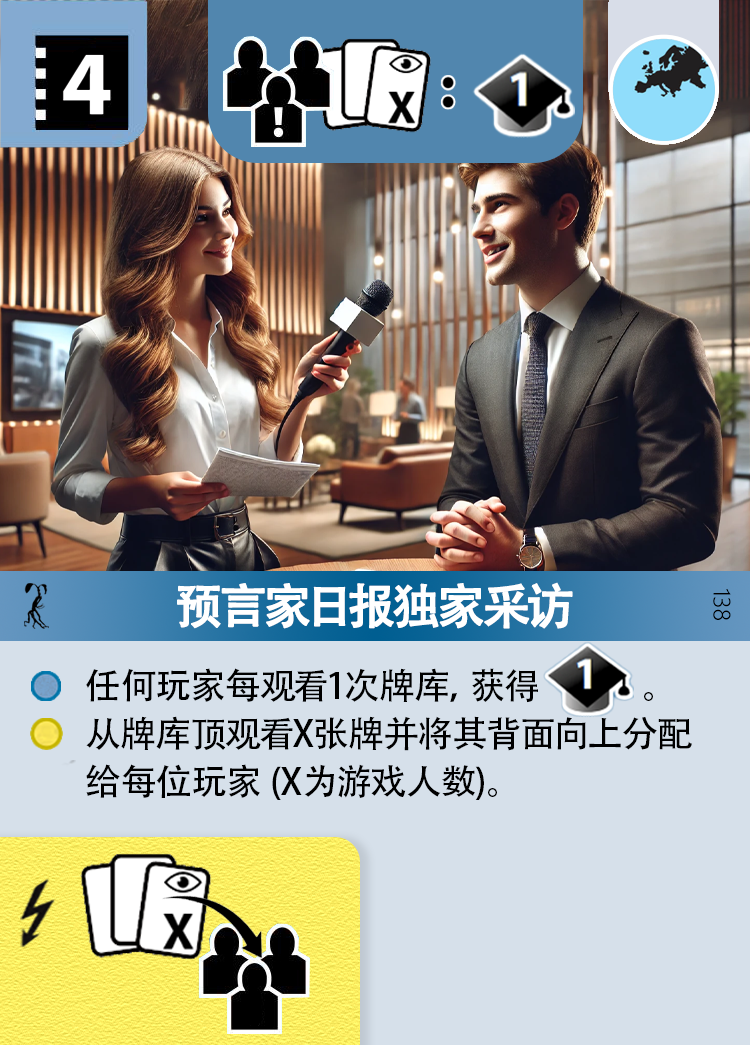 4
! X : 1
预言家日报独家采访
138
任何玩家每观看1次牌库, 获得 1 。
从牌库顶观看X张牌并将其背面向上分配
给每位玩家 (X为游戏人数)。
X